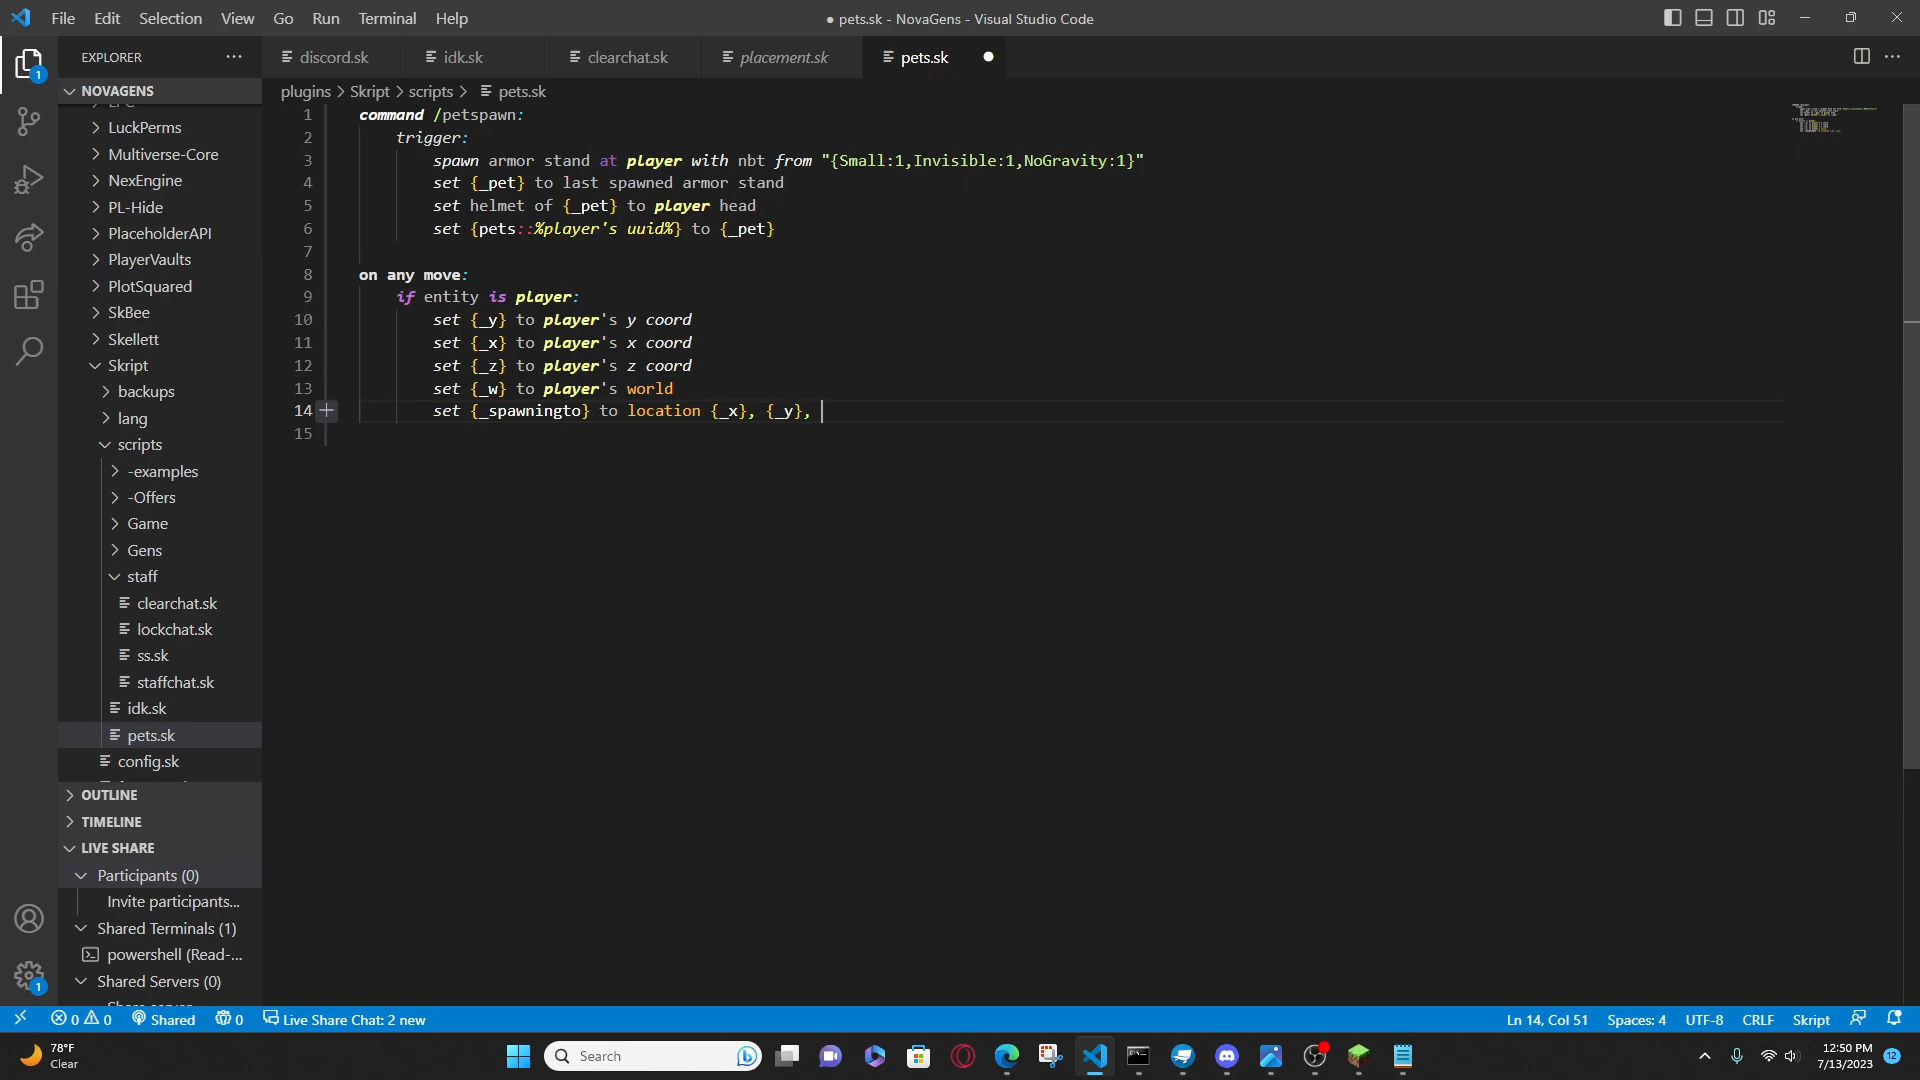 File Edit Selection View Go Run Terminal Help
● pets.sk - NovaGens - Visual Studio Code
EXPLORER
discord.sk
idk.sk
clearchat.sk
placement.sk
pets.sk
1
NOVAGENS
plugins > Skript > scripts > pets.sk
LuckPerms
Multiverse-Core
NexEngine
PL-Hide
PlaceholderAPI
PlayerVaults
PlotSquared
SkBee
Skellett
Skript
backups
lang
scripts
-examples
-Offers
Game
Gens
staff
clearchat.sk
lockchat.sk
ss.sk
staffchat.sk
idk.sk
pets.sk
config.sk
OUTLINE
TIMELINE
LIVE SHARE
Participants (0)
Invite participants...
Shared Terminals (1)
powershell (Read-...
Shared Servers (0)
1 command /petspawn:
2 trigger:
3 spawn armor stand at player with nbt from "{Small:1,Invisible:1,NoGravity:1}"
4 set {_pet} to last spawned armor stand
5 set helmet of {_pet} to player head
6 set {pets::%player's uuid%} to {_pet}
7
8 on any move:
9 if entity is player:
10 set {_y} to player's y coord
11 set {_x} to player's x coord
12 set {_z} to player's z coord
13 set {_w} to player's world
14 set {_spawningto} to location {_x}, {_y},
15
1
0 0 Shared 0 Live Share Chat: 2 new
Ln 14, Col 51 Spaces: 4 UTF-8 CRLF Skript
78°F
Clear
Search
12:50 PM
7/13/2023
12